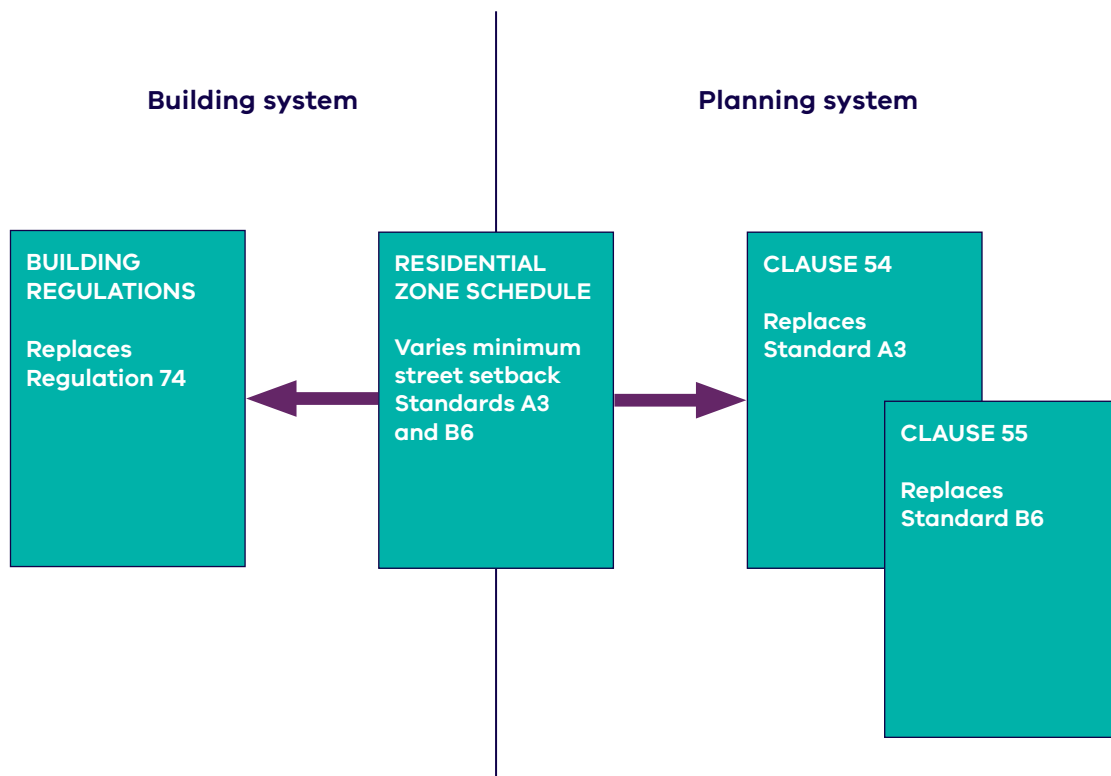 Building system
Planning system
BUILDING
REGULATIONS
Replaces
Regulation 74
RESIDENTIAL
ZONE SCHEDULE
Varies minimum
street setback
Standards A3
and B6
CLAUSE 54
Replaces
Standard A3
CLAUSE 55
Replaces
Standard B6